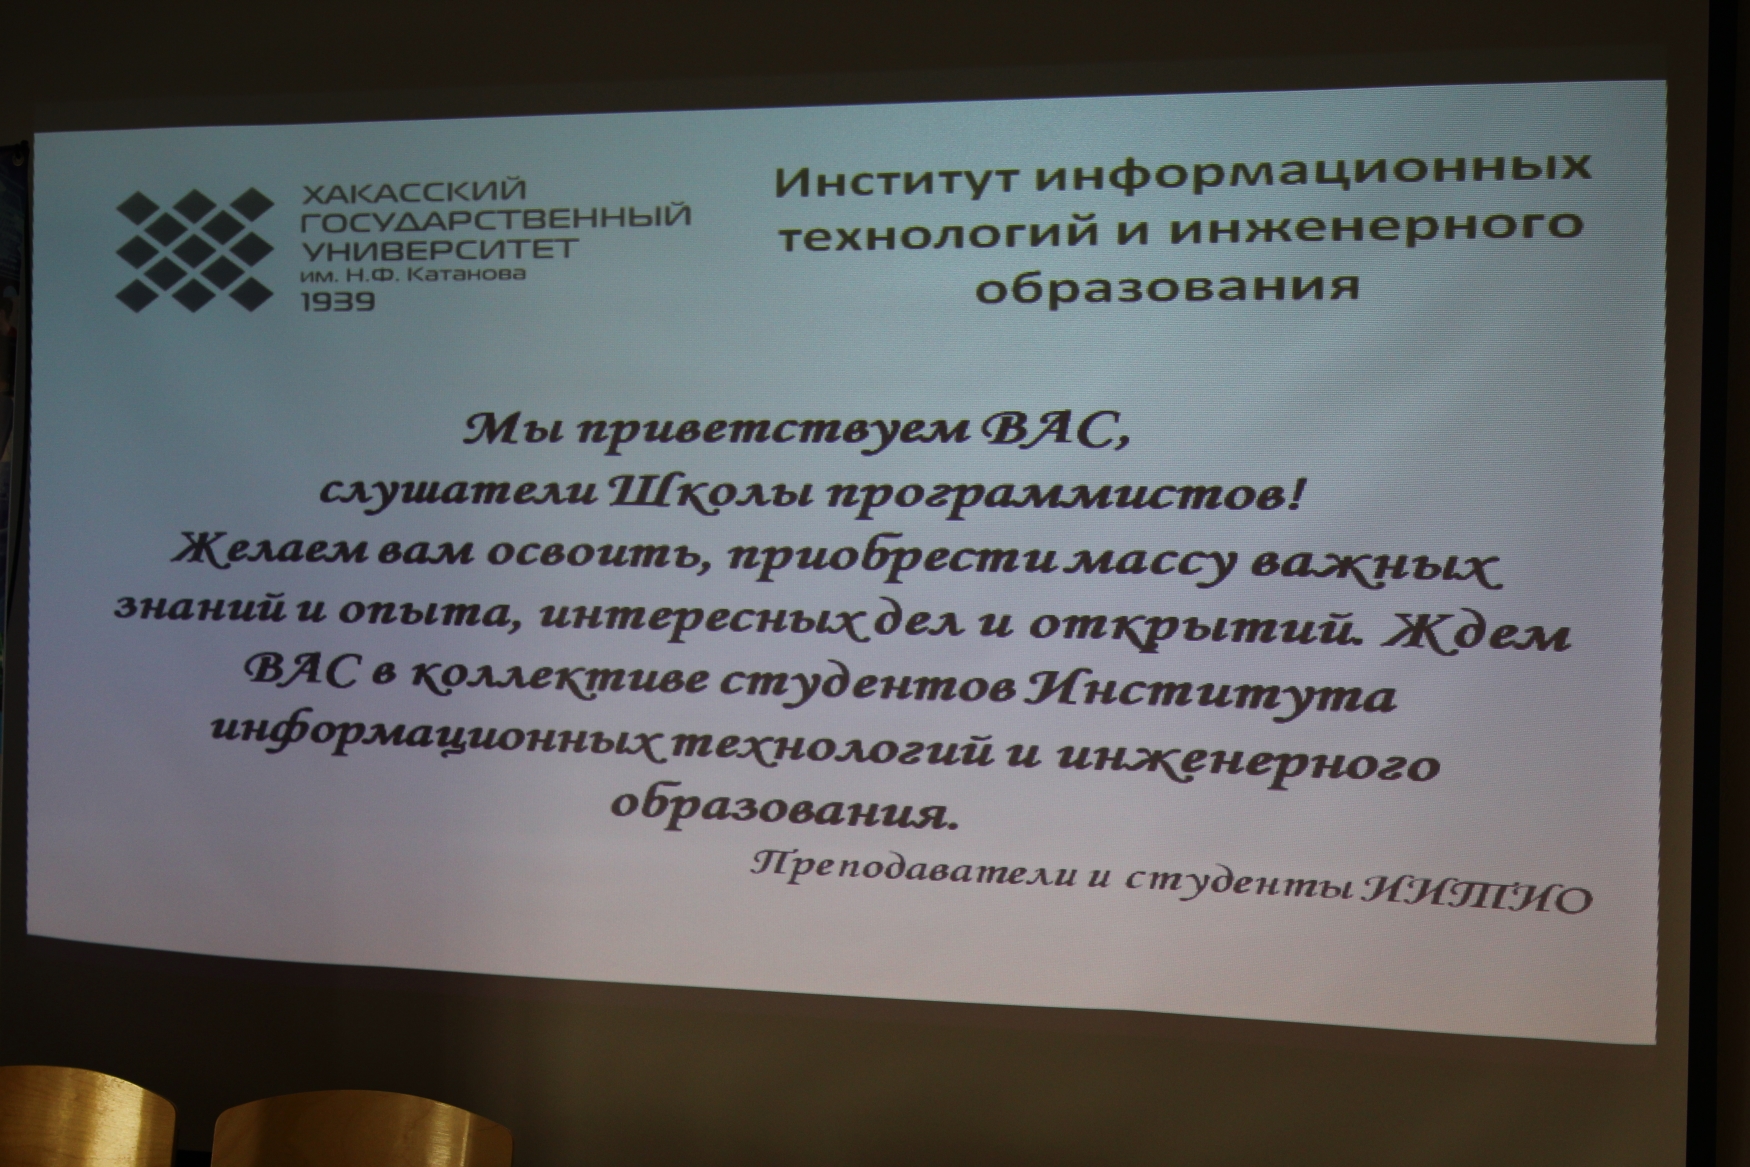 ХАКАССКИЙ
ГОСУДАРСТВЕННЫЙ
УНИВЕРСИТЕТ
им. Н.Ф. Катанова
1939
Институт информационных
технологий и инженерного
образования
Мы приветствуем ВАС,
слушатели Школы программистов!
Желаем вам освоить, приобрести массу важных
знаний и опыта, интересных дел и открытий. Ждем
ВАС в коллективе студентов Института
информационных технологий и инженерного
образования.
Преподаватели и студенты ИИТИО